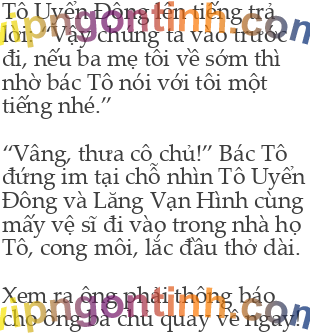 Tô Uyển Đông lên tiếng trả
lời. “Vậy chúng ta vào trước
đi, nếu ba mẹ tôi về sớm thì
nhờ bác Tô nói với tôi một
tiếng nhé.”
“Vâng, thưa cô chủ!” Bác Tô
đứng im tại chỗ nhìn Tô Uyển
Đông và Lăng Vạn Hình cùng
mấy vệ sĩ đi vào trong nhà họ
Tô, cong môi, lắc đầu thở dài.
Xem ra ông phải thông báo
cho ông bà chủ quay về ngay!
vipngontinh.com
vipngontinh.com